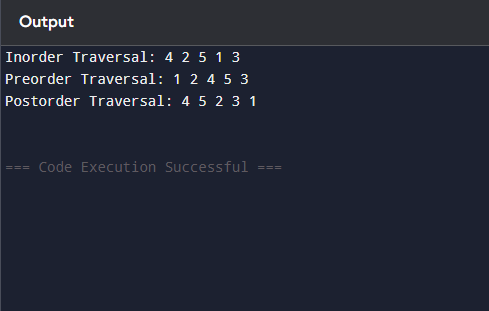 Output
Inorder Traversal: 4 2 5 1 3
Preorder Traversal: 1 2 4 5 3
Postorder Traversal: 4 5 2 3 1
=== Code Execution Successful ===